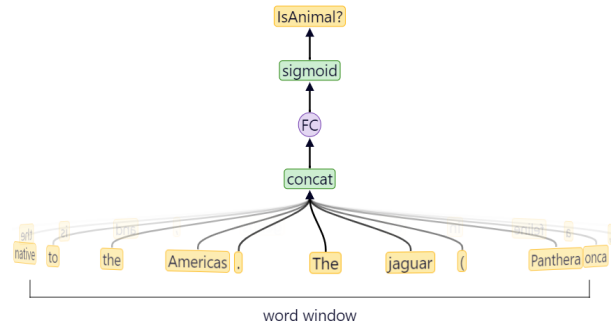 IsAnimal?
sigmoid
FC
concat
native to the Americas . The jaguar ( Panthera onca
word window